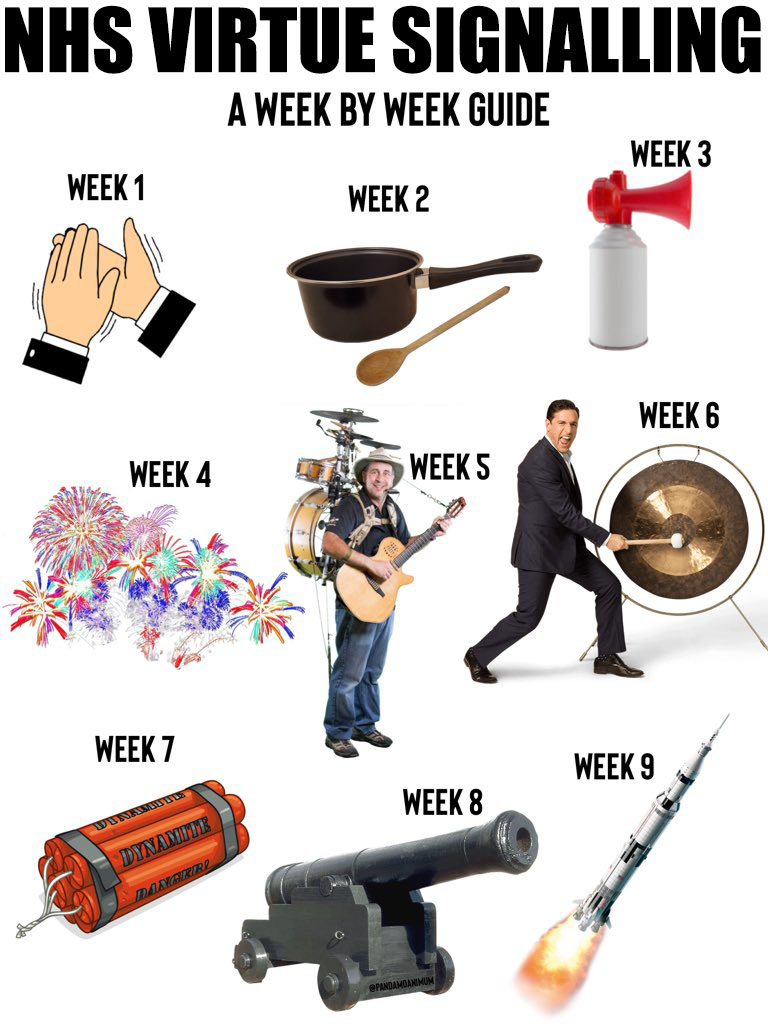 NHS VIRTUE SIGNALLING
A WEEK BY WEEK GUIDE
WEEK 1
WEEK 2
WEEK 3
WEEK 4
WEEK 5
WEEK 6
WEEK 7
DYNAMITE
DYNAMITE
DANGER!
WEEK 8
@PANDAMOANIMUM
WEEK 9